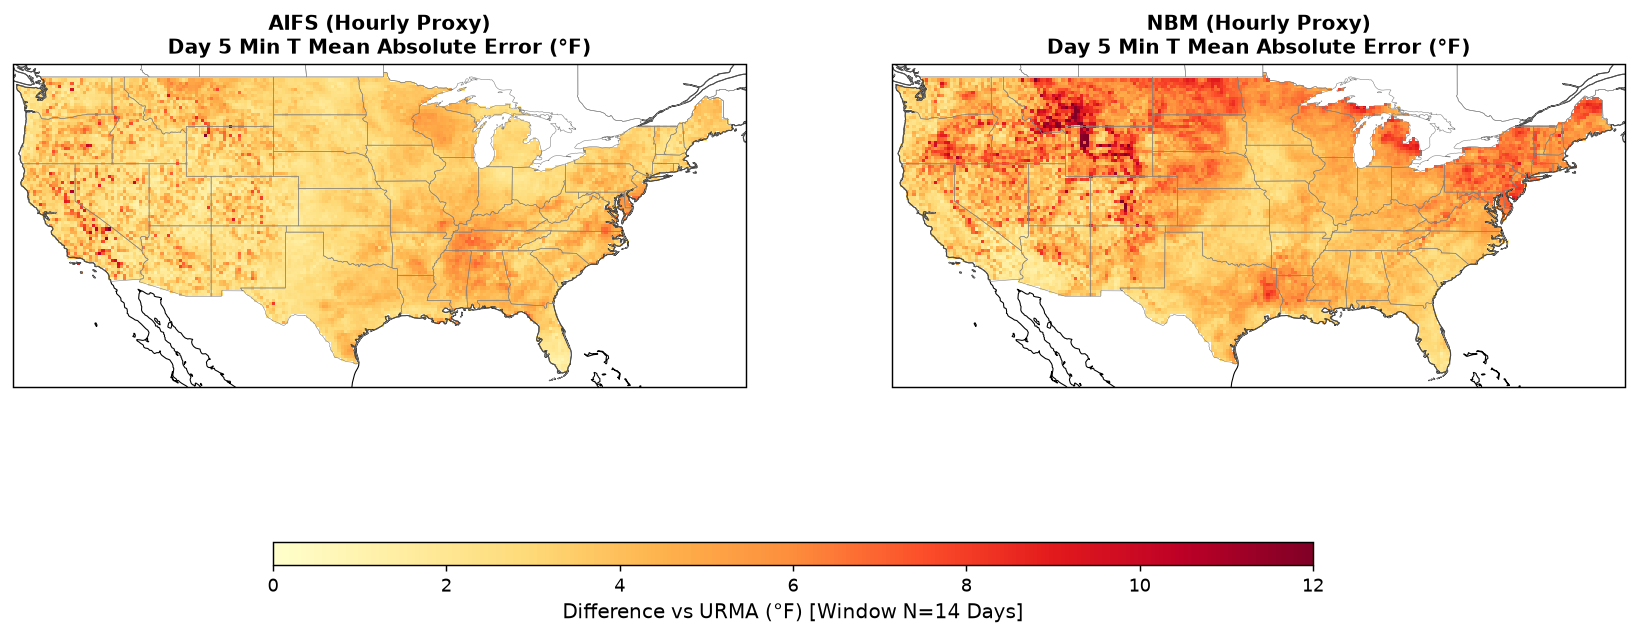 AIFS (Hourly Proxy)
Day 5 Min T Mean Absolute Error (°F)
NBM (Hourly Proxy)
Day 5 Min T Mean Absolute Error (°F)
0 2 4 6 8 10 12
Difference vs URMA (°F) [Window N=14 Days]